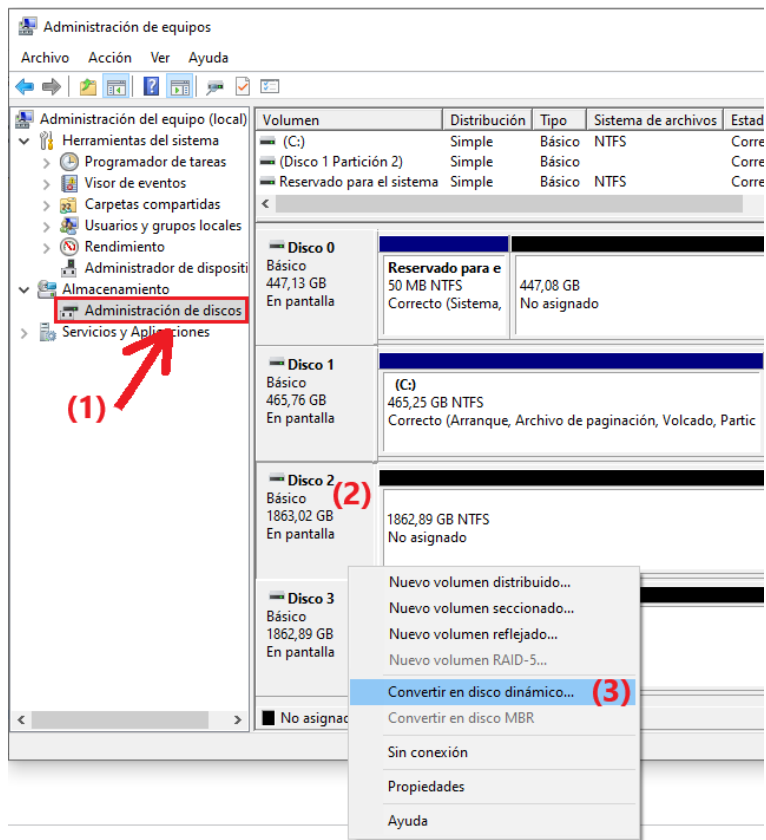 Administración de equipos
Archivo Acción Ver Ayuda
Administración del equipo (local)
Herramientas del sistema
Programador de tareas
Visor de eventos
Carpetas compartidas
Usuarios y grupos locales
Rendimiento
Administrador de dispositi
Almacenamiento
Administración de discos
Servicios y Aplicaciones
(1)
Volumen Distribución Tipo Sistema de archivos Estad
(C:) Simple Básico NTFS Corre
(Disco 1 Partición 2) Simple Básico Corre
Reservado para el sistema Simple Básico NTFS Corre
Disco 0
Básico
447,13 GB
En pantalla
Reservado para e
50 MB NTFS
Correcto (Sistema,
447,08 GB
No asignado
Disco 1
Básico
465,76 GB
En pantalla
(C:)
465,25 GB NTFS
Correcto (Arranque, Archivo de paginación, Volcado, Partic
Disco 2
(2)
Básico
1863,02 GB
En pantalla
1862,89 GB NTFS
No asignado
Disco 3
Básico
1862,89 GB
En pantalla
No asignad
Nuevo volumen distribuido...
Nuevo volumen seccionado...
Nuevo volumen reflejado...
Nuevo volumen RAID-5...
Convertir en disco dinámico... (3)
Convertir en disco MBR
Sin conexión
Propiedades
Ayuda